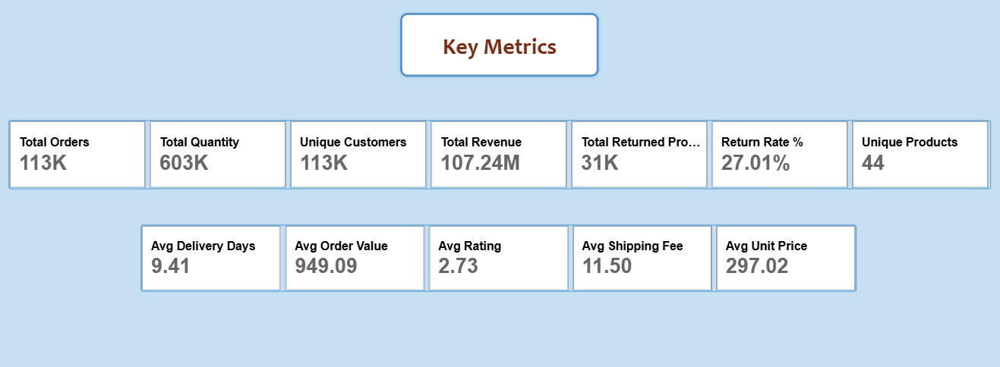 Key Metrics
Total Orders
113K
Total Quantity
603K
Unique Customers
113K
Total Revenue
107.24M
Total Returned Pro...
31K
Return Rate %
27.01%
Unique Products
44
Avg Delivery Days
9.41
Avg Order Value
949.09
Avg Rating
2.73
Avg Shipping Fee
11.50
Avg Unit Price
297.02